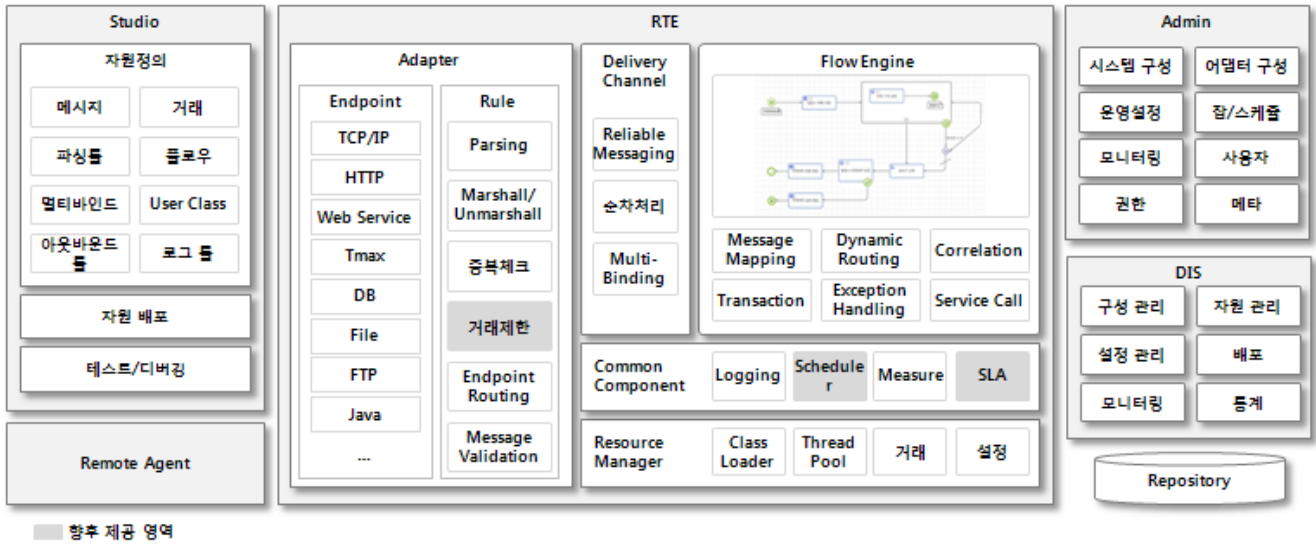 Studio
자원정의
메시지
거래
파싱룰
플로우
멀티바인드
User Class
아웃바운드
룰
로그 룰
자원 배포
테스트/디버깅
Remote Agent
RTE
Adapter
Endpoint
TCP/IP
HTTP
Web Service
Tmax
DB
File
FTP
Java
...
Rule
Parsing
Marshall/
Unmarshall
중복체크
거래제한
Endpoint
Routing
Message
Validation
Delivery
Channel
Reliable
Messaging
순차처리
Multi-
Binding
Flow Engine
Message
Mapping
Dynamic
Routing
Correlation
Transaction
Exception
Handling
Service Call
Common
Component
Logging
Schedule
r
Measure
SLA
Resource
Manager
Class
Loader
Thread
Pool
거래
설정
Admin
시스템 구성
어댑터 구성
운영설정
잡/스케쥴
모니터링
사용자
권한
메타
DIS
구성 관리
자원 관리
설정 관리
배포
모니터링
통계
Repository
향후 제공 영역